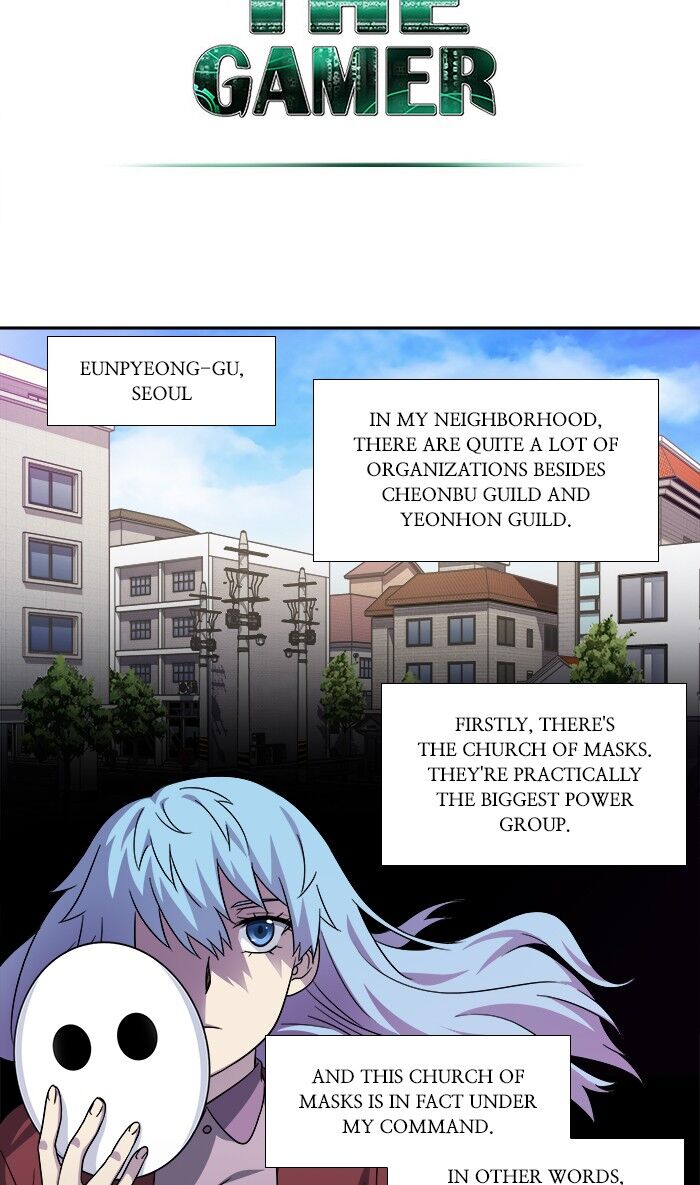 THE
GAMER
EUNPYEONG-GU,
SEOUL
IN MY NEIGHBORHOOD,
THERE ARE QUITE A LOT OF
ORGANIZATIONS BESIDES
CHEONBU GUILD AND
YEONHON GUILD.
FIRSTLY, THERE'S
THE CHURCH OF MASKS.
THEY'RE PRACTICALLY
THE BIGGEST POWER
GROUP.
AND THIS CHURCH OF
MASKS IS IN FACT UNDER
MY COMMAND.
IN OTHER WORDS,